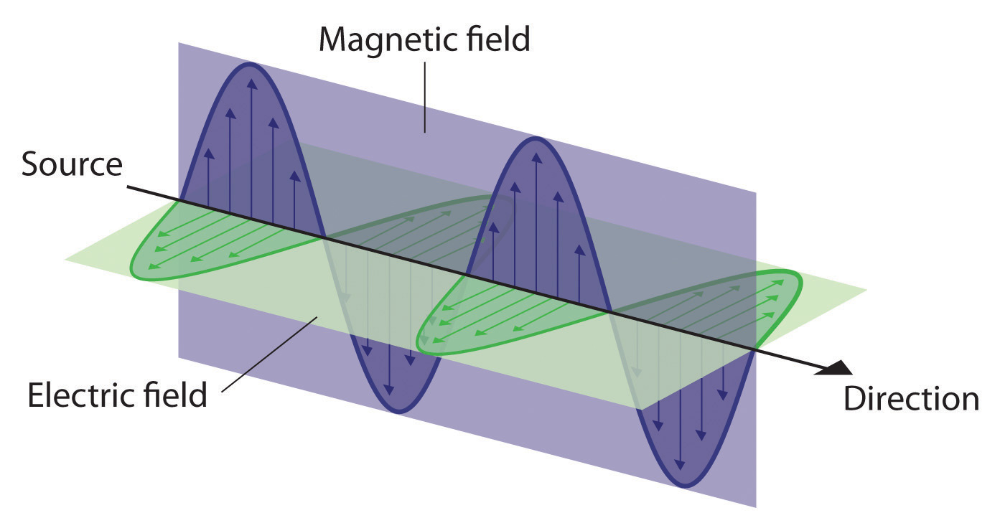 Magnetic field
Source
Electric field
Direction